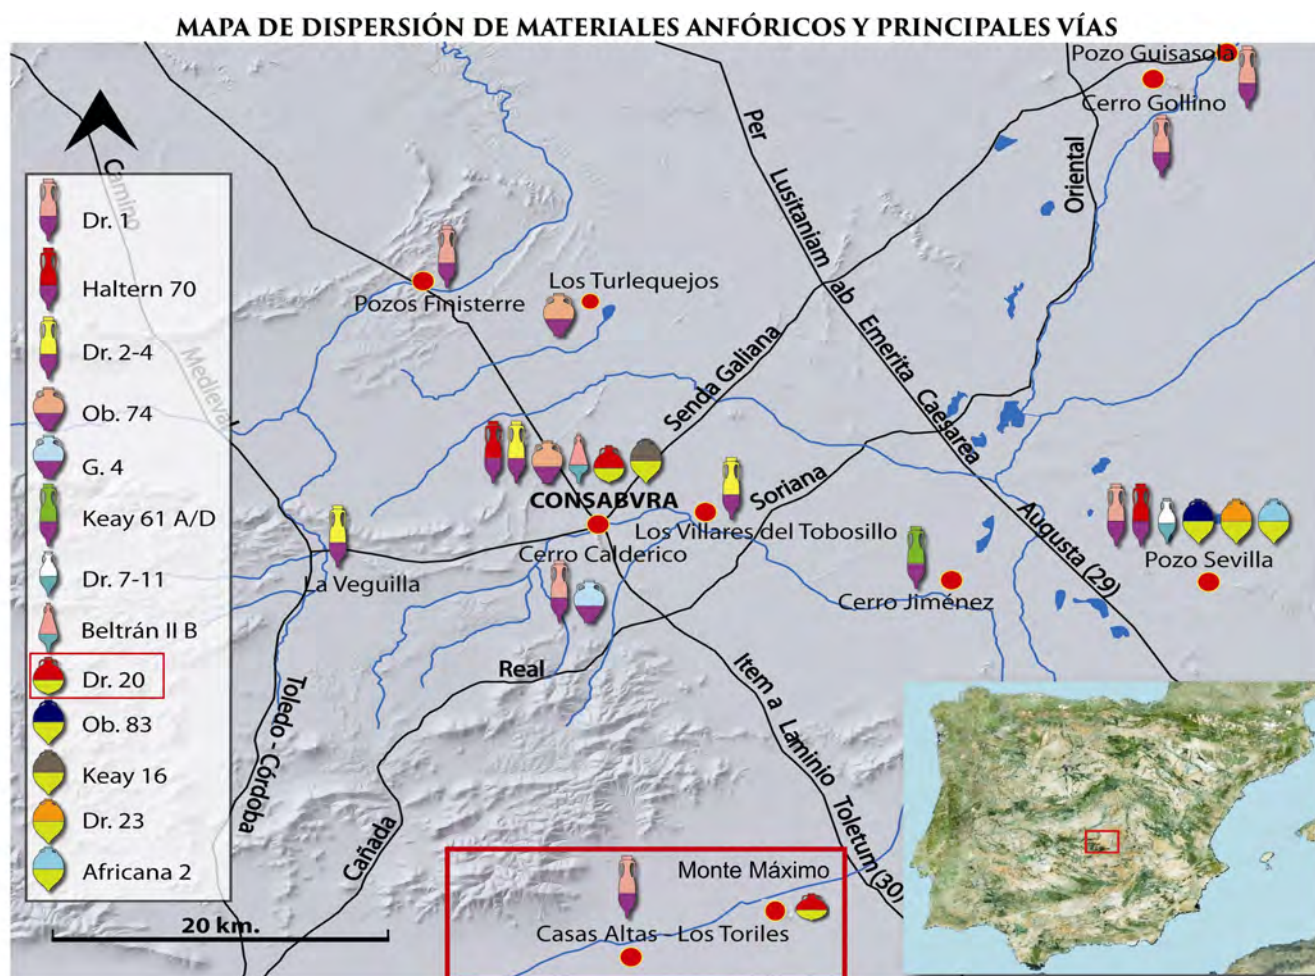 MAPA DE DISPERSIÓN DE MATERIALES ANFÓRICOS Y PRINCIPALES VÍAS
Pozo Guisasola
Cerro Gollino
Per Lusitaniam ab Emerita Caesarea Augusta (29)
Oriental
Camino
Medieval
Toledo - Córdoba
Dr. 1
Haltern 70
Dr. 2-4
Ob. 74
G. 4
Keay 61 A/D
Dr. 7-11
Beltrán II B
Dr. 20
Ob. 83
Keay 16
Dr. 23
Africana 2
Pozos Finisterre
Los Turlequejos
Senda Galiana
CONSABVRA
Cerro Calderico
Los Villares del Tobosillo
Soriana
La Veguilla
Cerro Jiménez
Pozo Sevilla
Real
Cañada
Item a Laminio Toletum (30)
Monte Máximo
Casas Altas - Los Toriles
20 km.